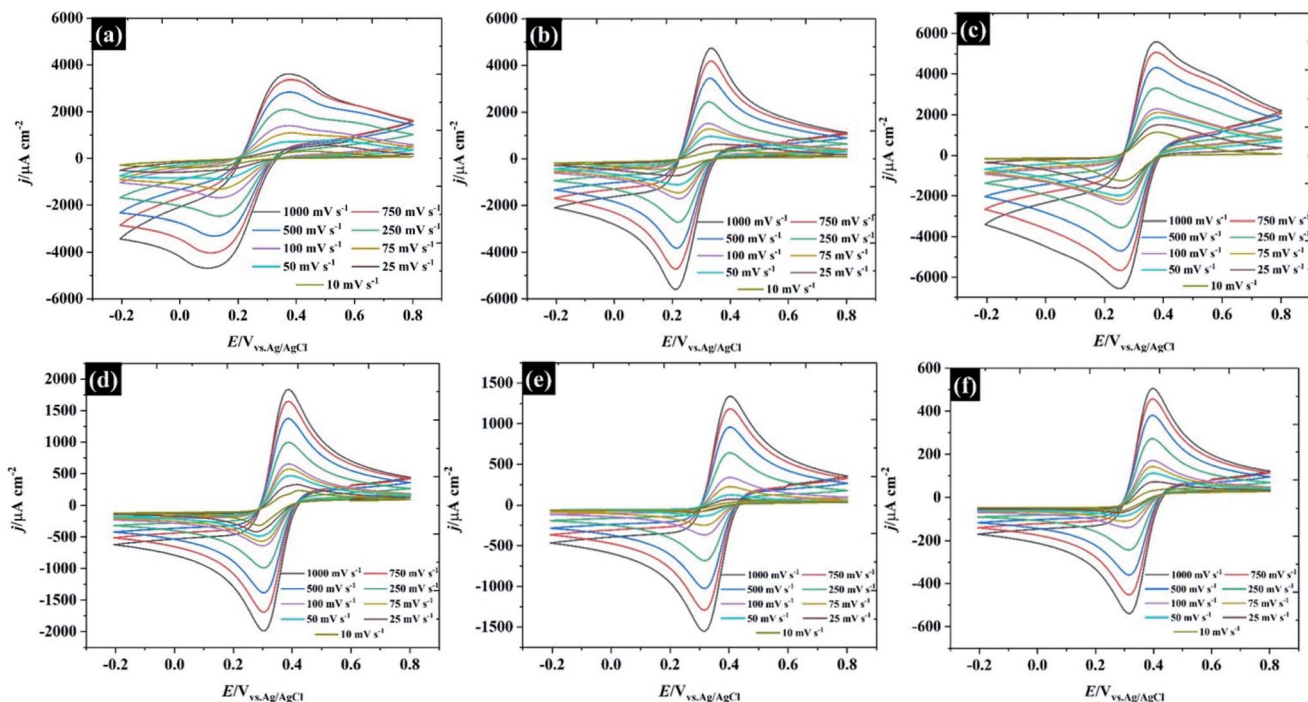 (a)
6000
4000
2000
0
-2000
-4000
-6000
j/μA cm⁻²
1000 mV s⁻¹ 750 mV s⁻¹
500 mV s⁻¹ 250 mV s⁻¹
100 mV s⁻¹ 75 mV s⁻¹
50 mV s⁻¹ 25 mV s⁻¹
10 mV s⁻¹
-0.2 0.0 0.2 0.4 0.6 0.8
E/V vs.Ag/AgCl
(b)
6000
4000
2000
0
-2000
-4000
-6000
j/μA cm⁻²
1000 mV s⁻¹ 750 mV s⁻¹
500 mV s⁻¹ 250 mV s⁻¹
100 mV s⁻¹ 75 mV s⁻¹
50 mV s⁻¹ 25 mV s⁻¹
10 mV s⁻¹
-0.2 0.0 0.2 0.4 0.6 0.8
E/V vs.Ag/AgCl
(c)
6000
4000
2000
0
-2000
-4000
-6000
j/μA cm⁻²
1000 mV s⁻¹ 750 mV s⁻¹
500 mV s⁻¹ 250 mV s⁻¹
100 mV s⁻¹ 75 mV s⁻¹
50 mV s⁻¹ 25 mV s⁻¹
10 mV s⁻¹
-0.2 0.0 0.2 0.4 0.6 0.8
E/V vs.Ag/AgCl
(d)
2000
1500
1000
500
0
-500
-1000
-1500
-2000
j/μA cm⁻²
1000 mV s⁻¹ 750 mV s⁻¹
500 mV s⁻¹ 250 mV s⁻¹
100 mV s⁻¹ 75 mV s⁻¹
50 mV s⁻¹ 25 mV s⁻¹
10 mV s⁻¹
-0.2 0.0 0.2 0.4 0.6 0.8
E/V vs.Ag/AgCl
(e)
1500
1000
500
0
-500
-1000
-1500
j/μA cm⁻²
1000 mV s⁻¹ 750 mV s⁻¹
500 mV s⁻¹ 250 mV s⁻¹
100 mV s⁻¹ 75 mV s⁻¹
50 mV s⁻¹ 25 mV s⁻¹
10 mV s⁻¹
-0.2 0.0 0.2 0.4 0.6 0.8
E/V vs.Ag/AgCl
(f)
600
400
200
0
-200
-400
-600
j/μA cm⁻²
1000 mV s⁻¹ 750 mV s⁻¹
500 mV s⁻¹ 250 mV s⁻¹
100 mV s⁻¹ 75 mV s⁻¹
50 mV s⁻¹ 25 mV s⁻¹
10 mV s⁻¹
-0.2 0.0 0.2 0.4 0.6 0.8
E/V vs.Ag/AgCl